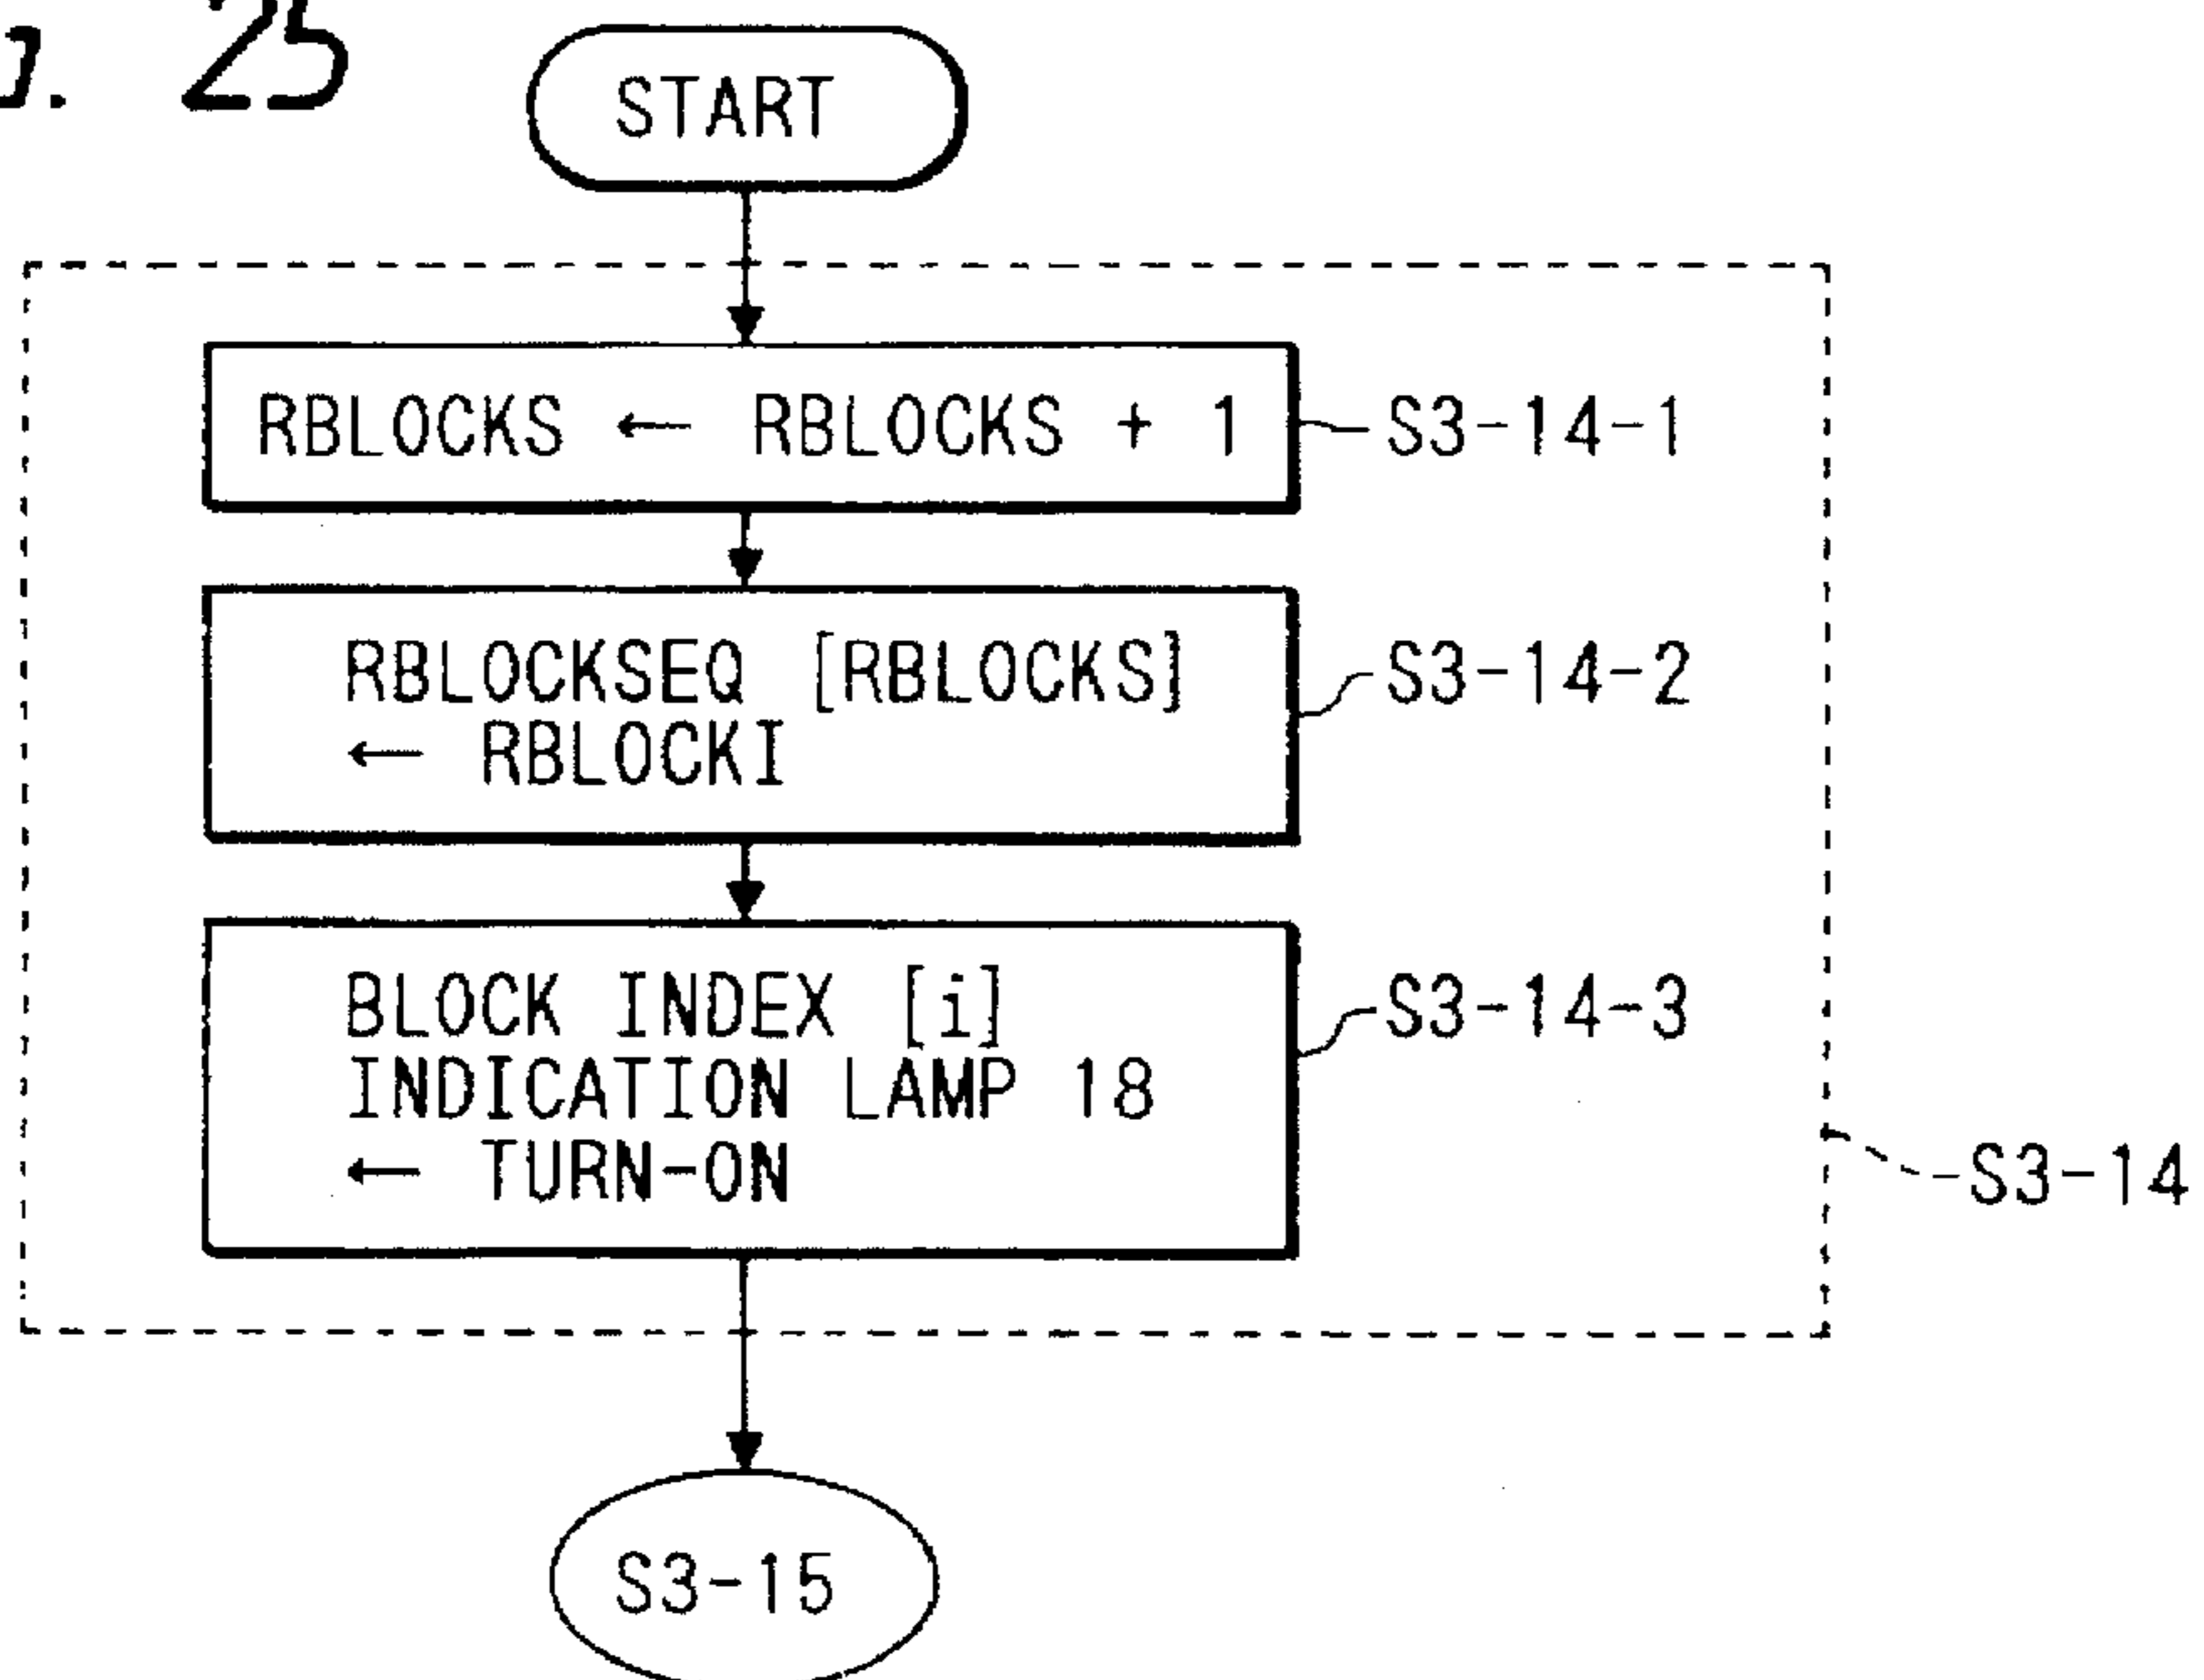 25
START
RBLOCKS ← RBLOCKS + 1
S3-14-1
RBLOCKSEQ [RBLOCKS]
← RBLOCKI
S3-14-2
BLOCK INDEX [i]
INDICATION LAMP 18
← TURN-ON
S3-14-3
S3-14
S3-15